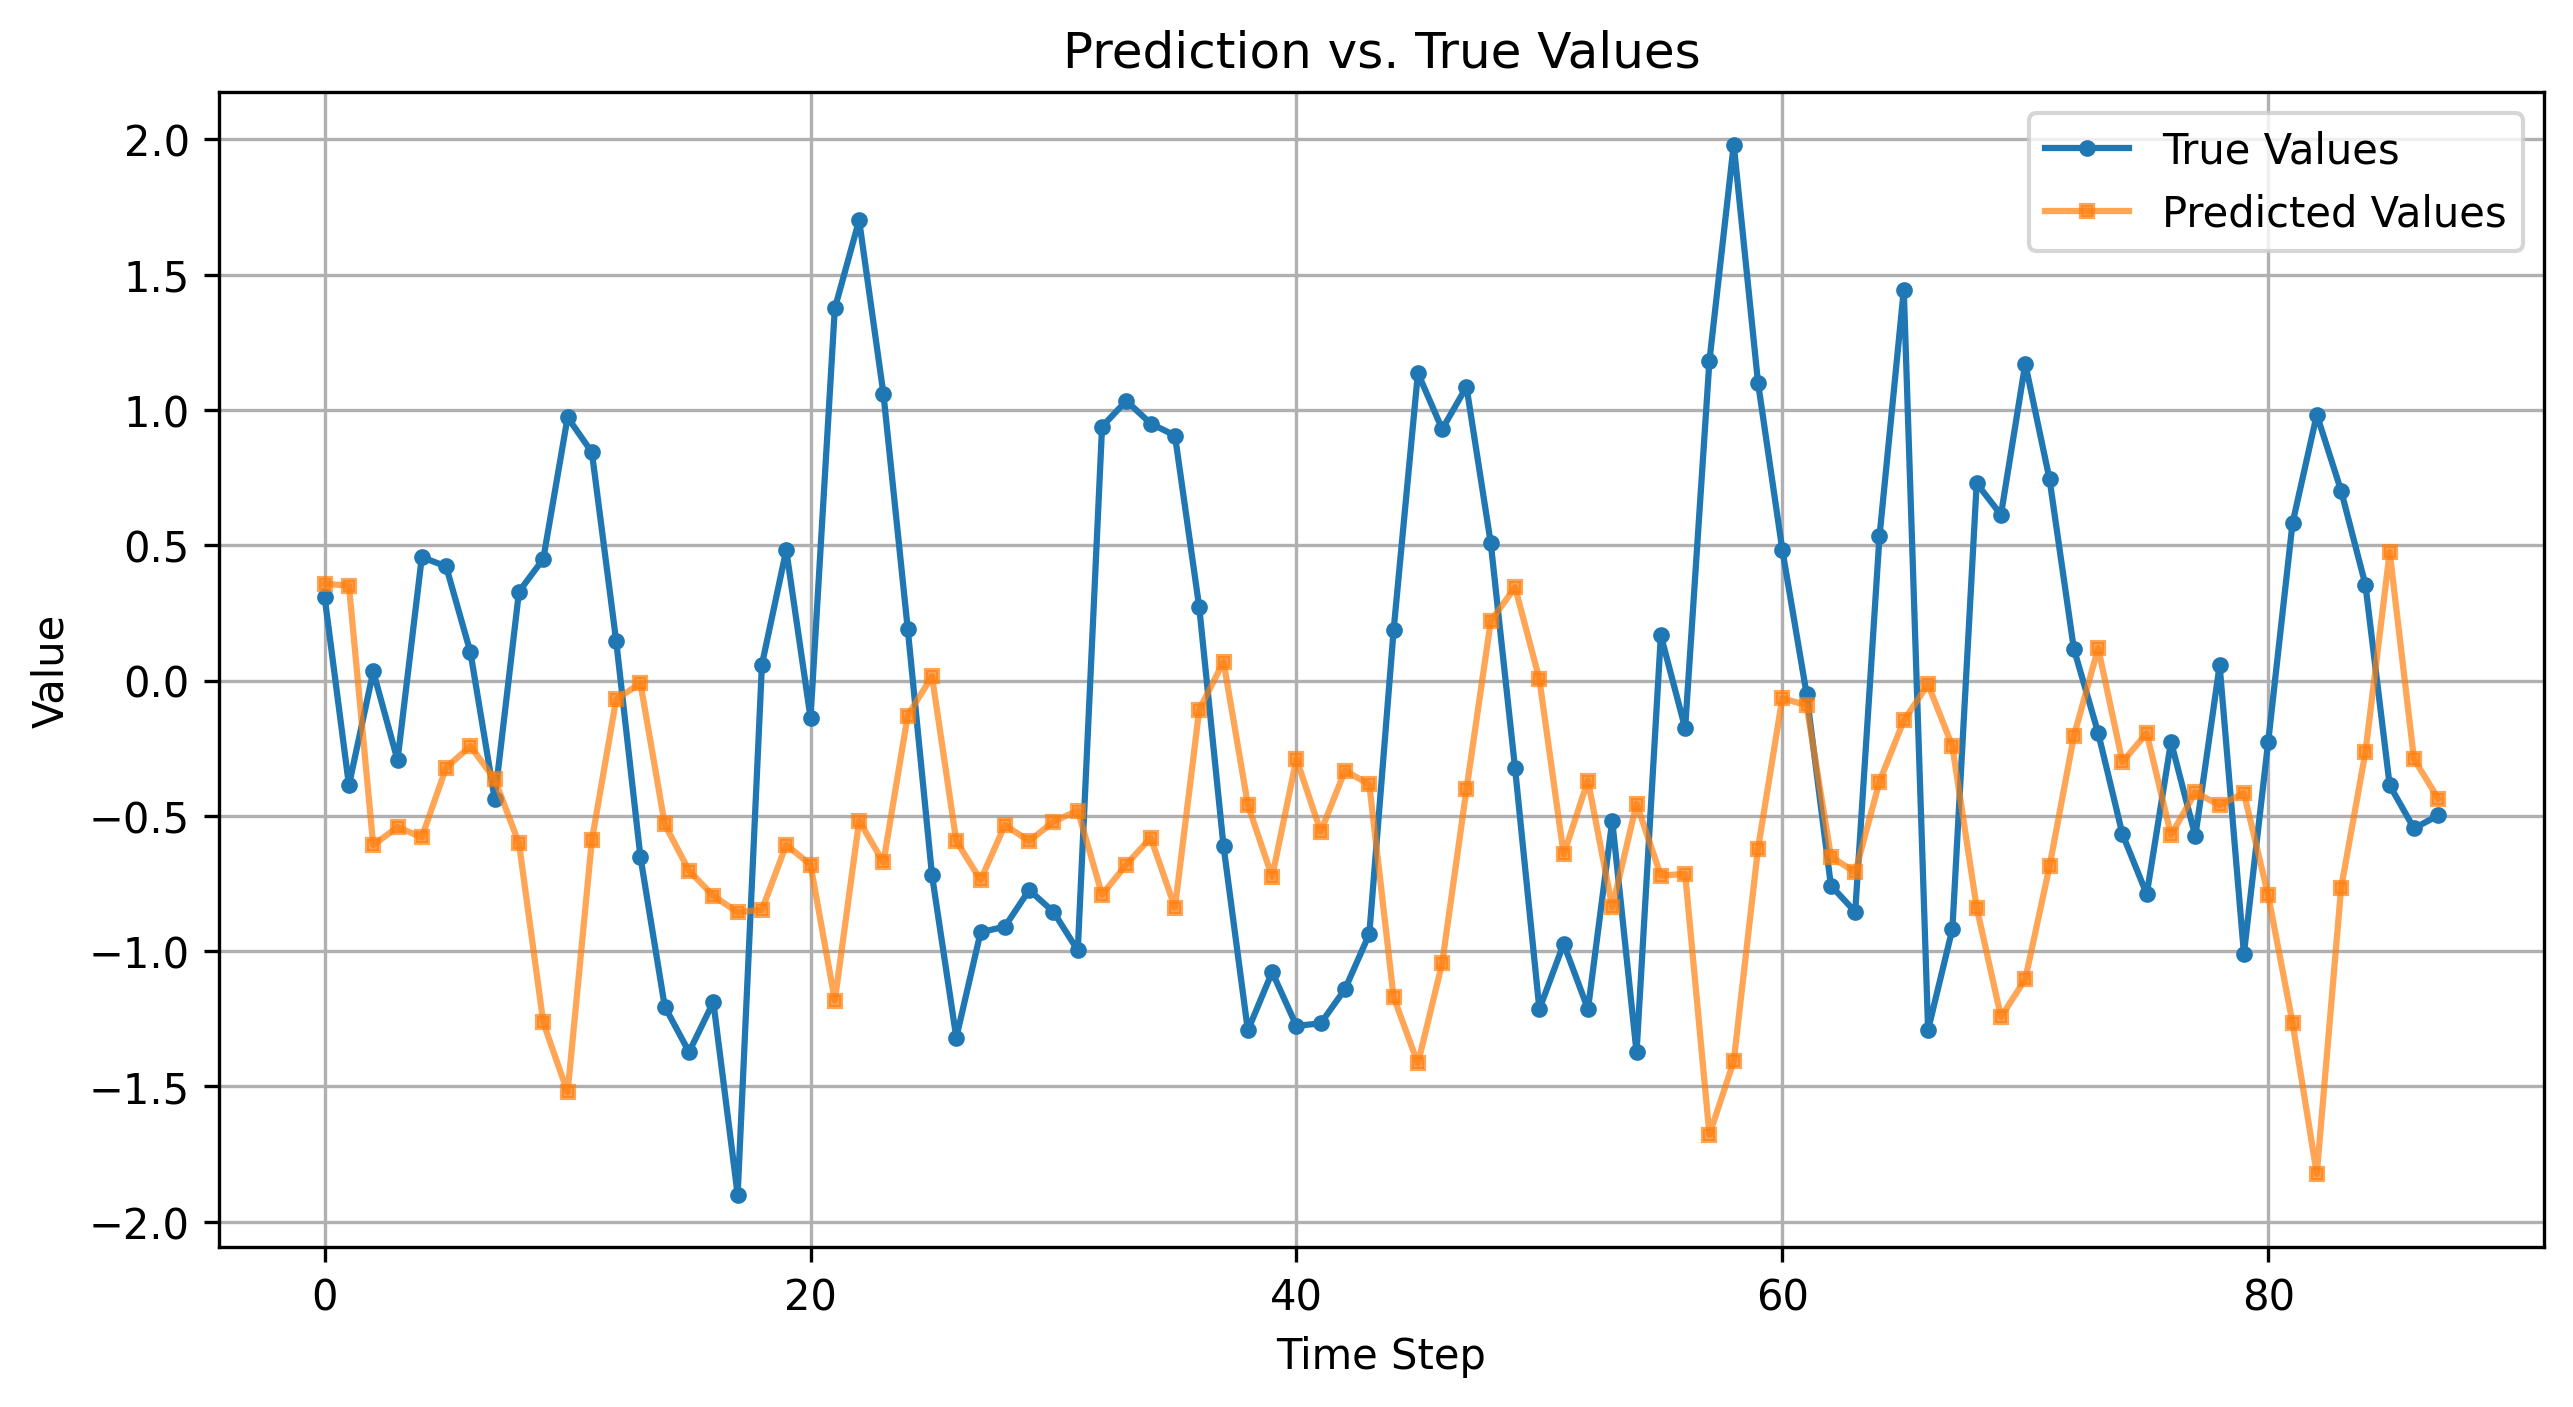 Prediction vs. True Values
True Values
Predicted Values
2.0
1.5
1.0
0.5
0.0
−0.5
−1.0
−1.5
−2.0
Value
0 20 40 60 80
Time Step